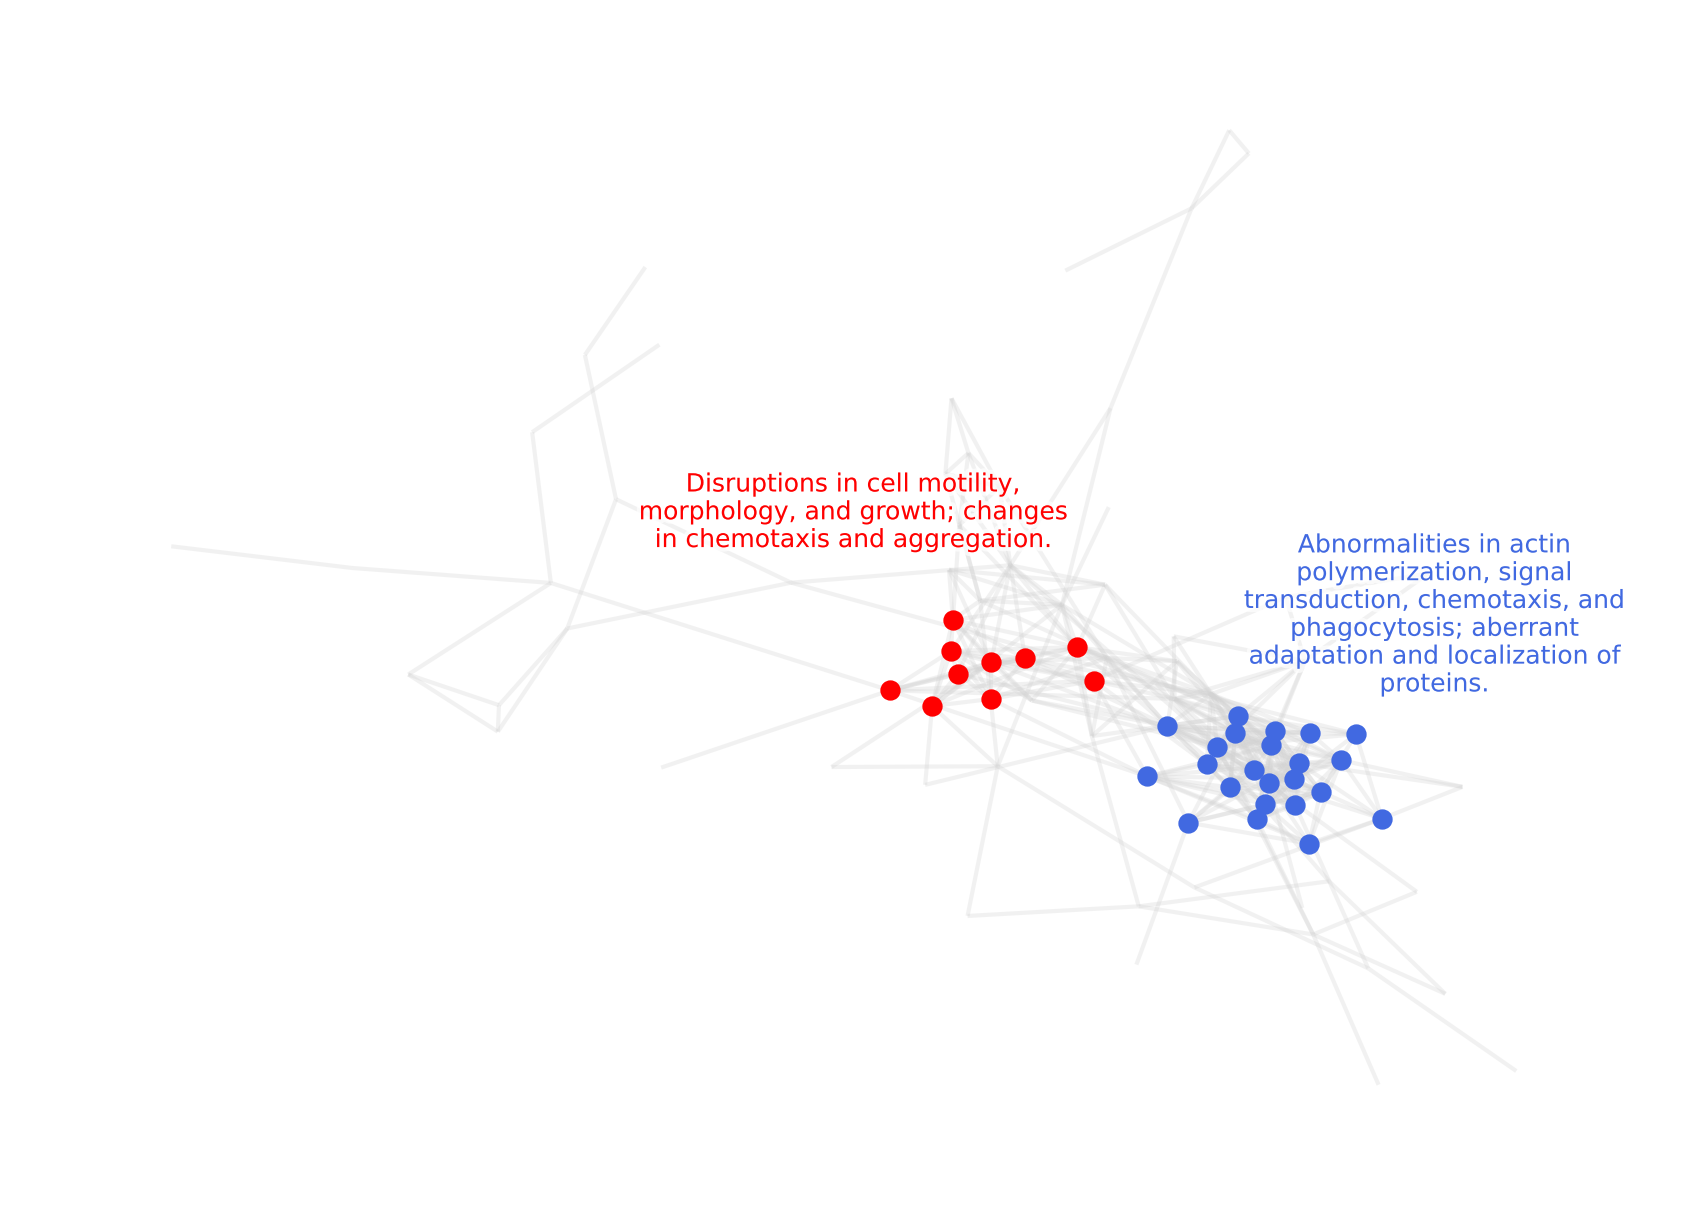 Disruptions in cell motility,
morphology, and growth; changes
in chemotaxis and aggregation.
Abnormalities in actin
polymerization, signal
transduction, chemotaxis, and
phagocytosis; aberrant
adaptation and localization of
proteins.